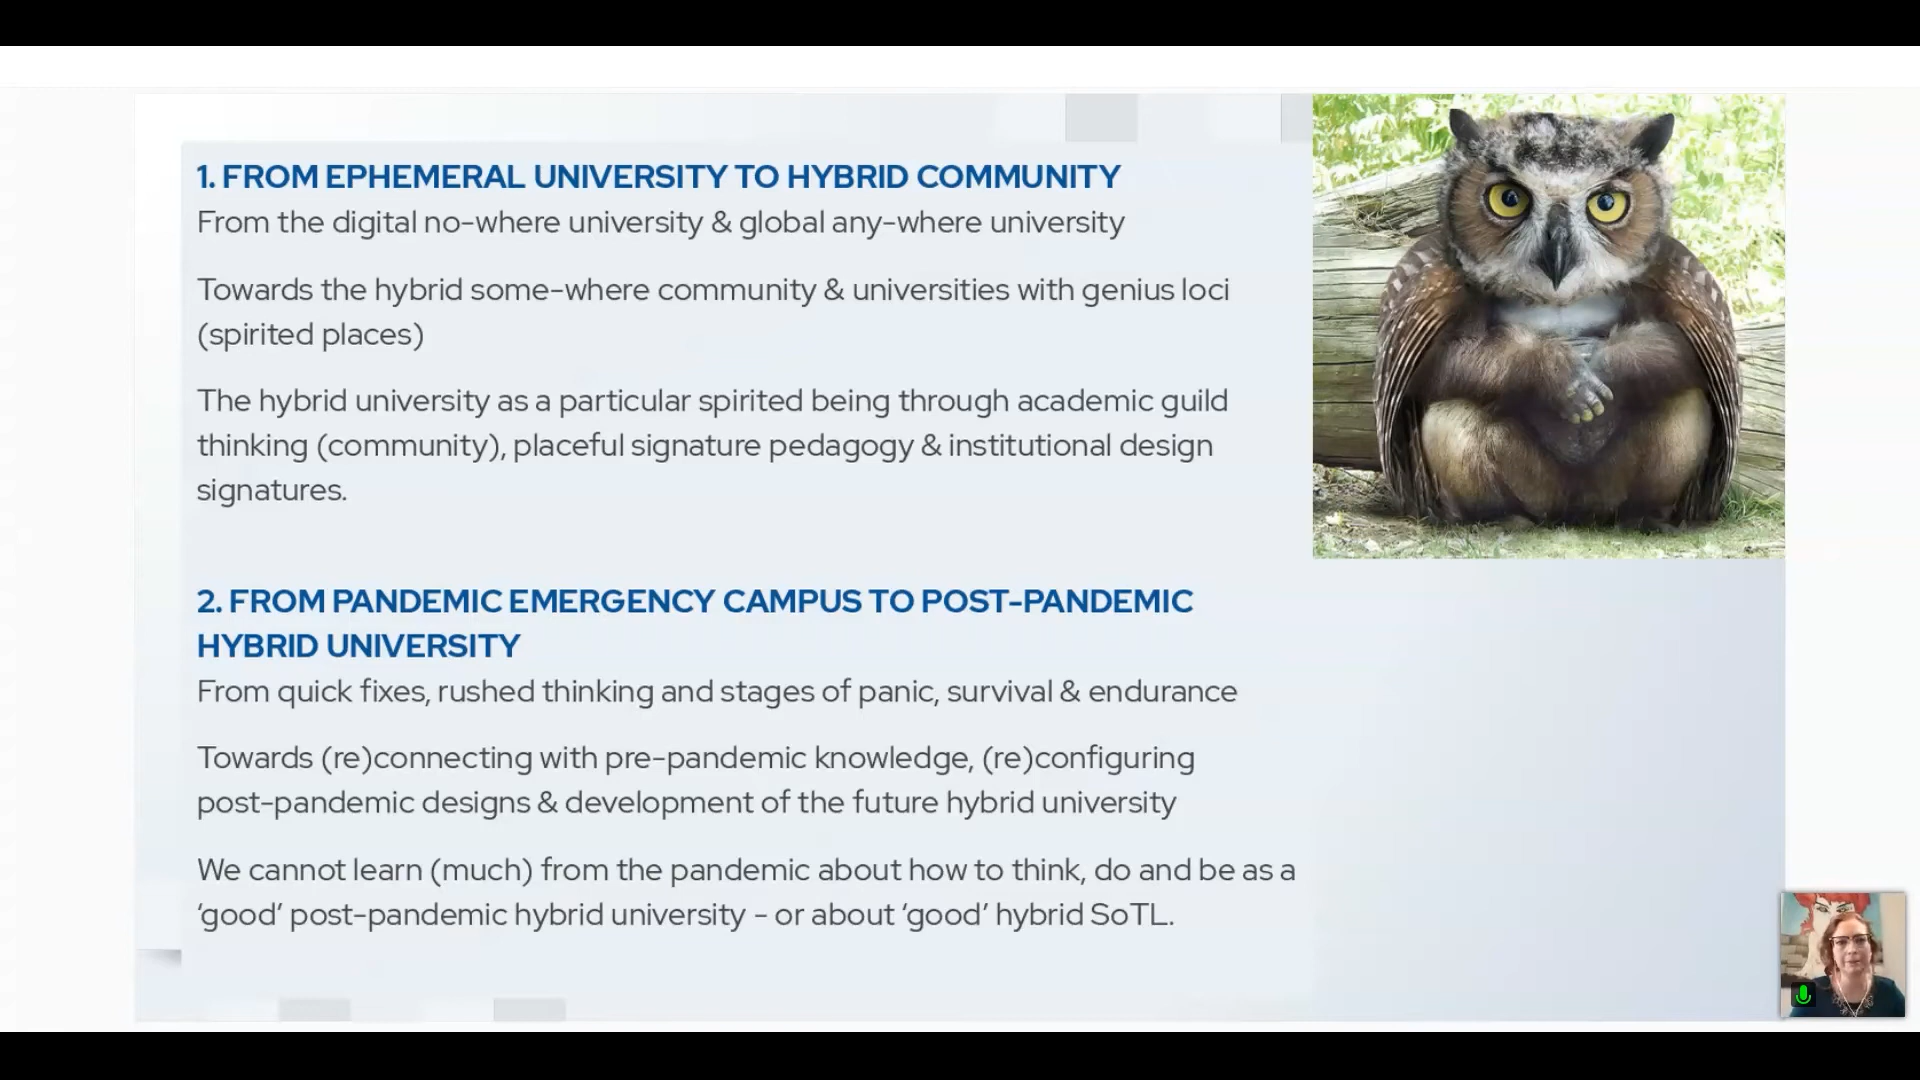 1. FROM EPHEMERAL UNIVERSITY TO HYBRID COMMUNITY
From the digital no-where university & global any-where university
Towards the hybrid some-where community & universities with genius loci
(spirited places)
The hybrid university as a particular spirited being through academic guild
thinking (community), placeful signature pedagogy & institutional design
signatures.
2. FROM PANDEMIC EMERGENCY CAMPUS TO POST-PANDEMIC
HYBRID UNIVERSITY
From quick fixes, rushed thinking and stages of panic, survival & endurance
Towards (re)connecting with pre-pandemic knowledge, (re)configuring
post-pandemic designs & development of the future hybrid university
We cannot learn (much) from the pandemic about how to think, do and be as a
‘good’ post-pandemic hybrid university - or about ‘good’ hybrid SoTL.